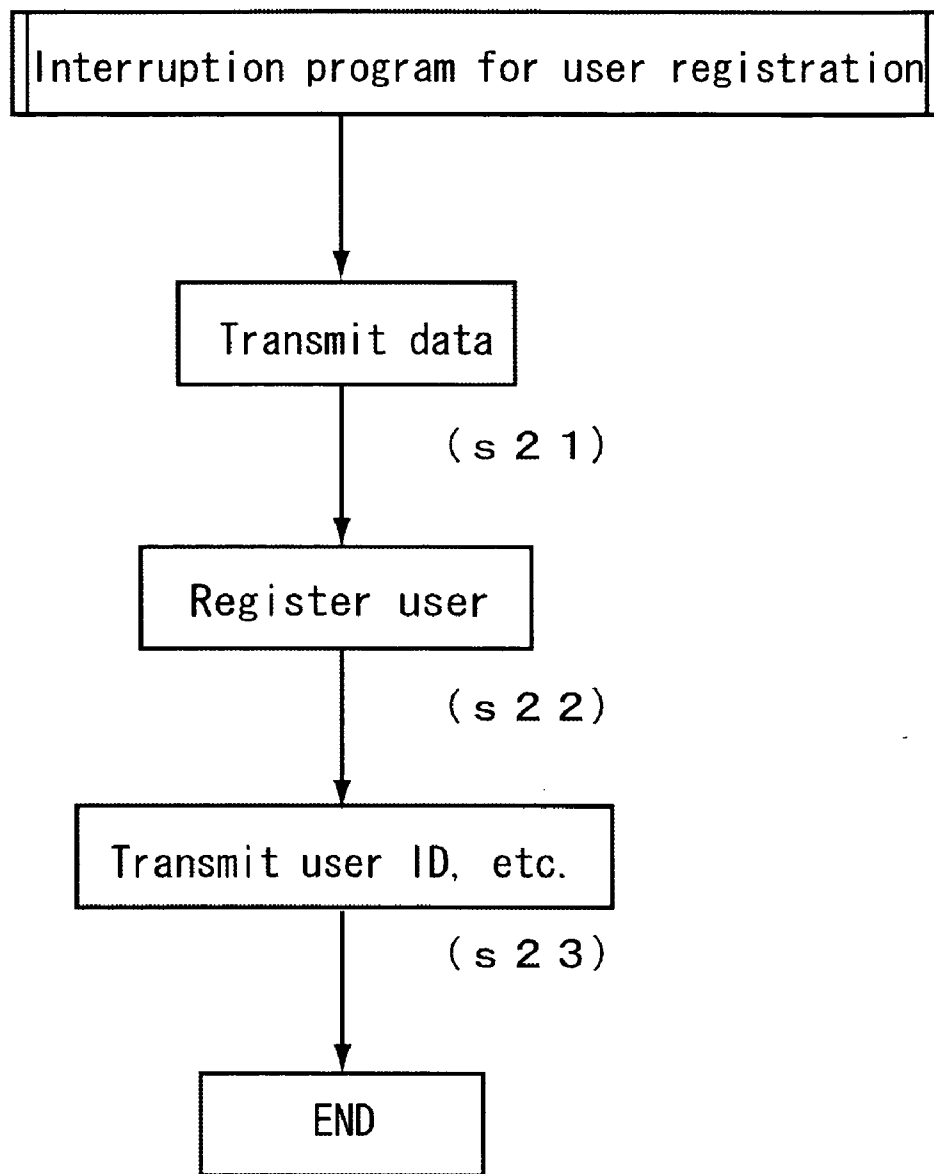 Interruption program for user registration
Transmit data
(s21)
Register user
(s22)
Transmit user ID, etc.
(s23)
END